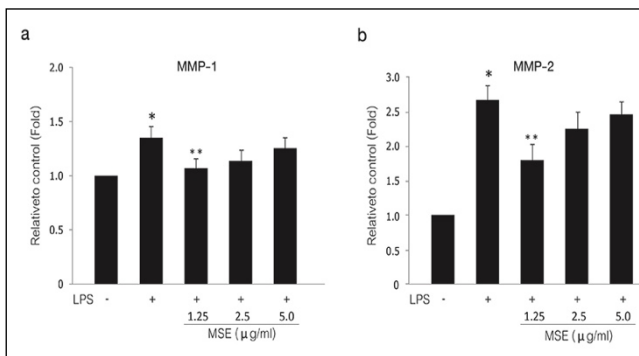 a
MMP-1
Relativeto control (Fold)
2.0
1.5
1.0
0.5
0
*
**
LPS - + + + +
1.25 2.5 5.0
MSE (μg/ml)
b
MMP-2
Relativeto control (Fold)
3.0
2.5
2.0
1.5
1.0
0.5
0
*
**
LPS - + + + +
1.25 2.5 5.0
MSE (μg/ml)